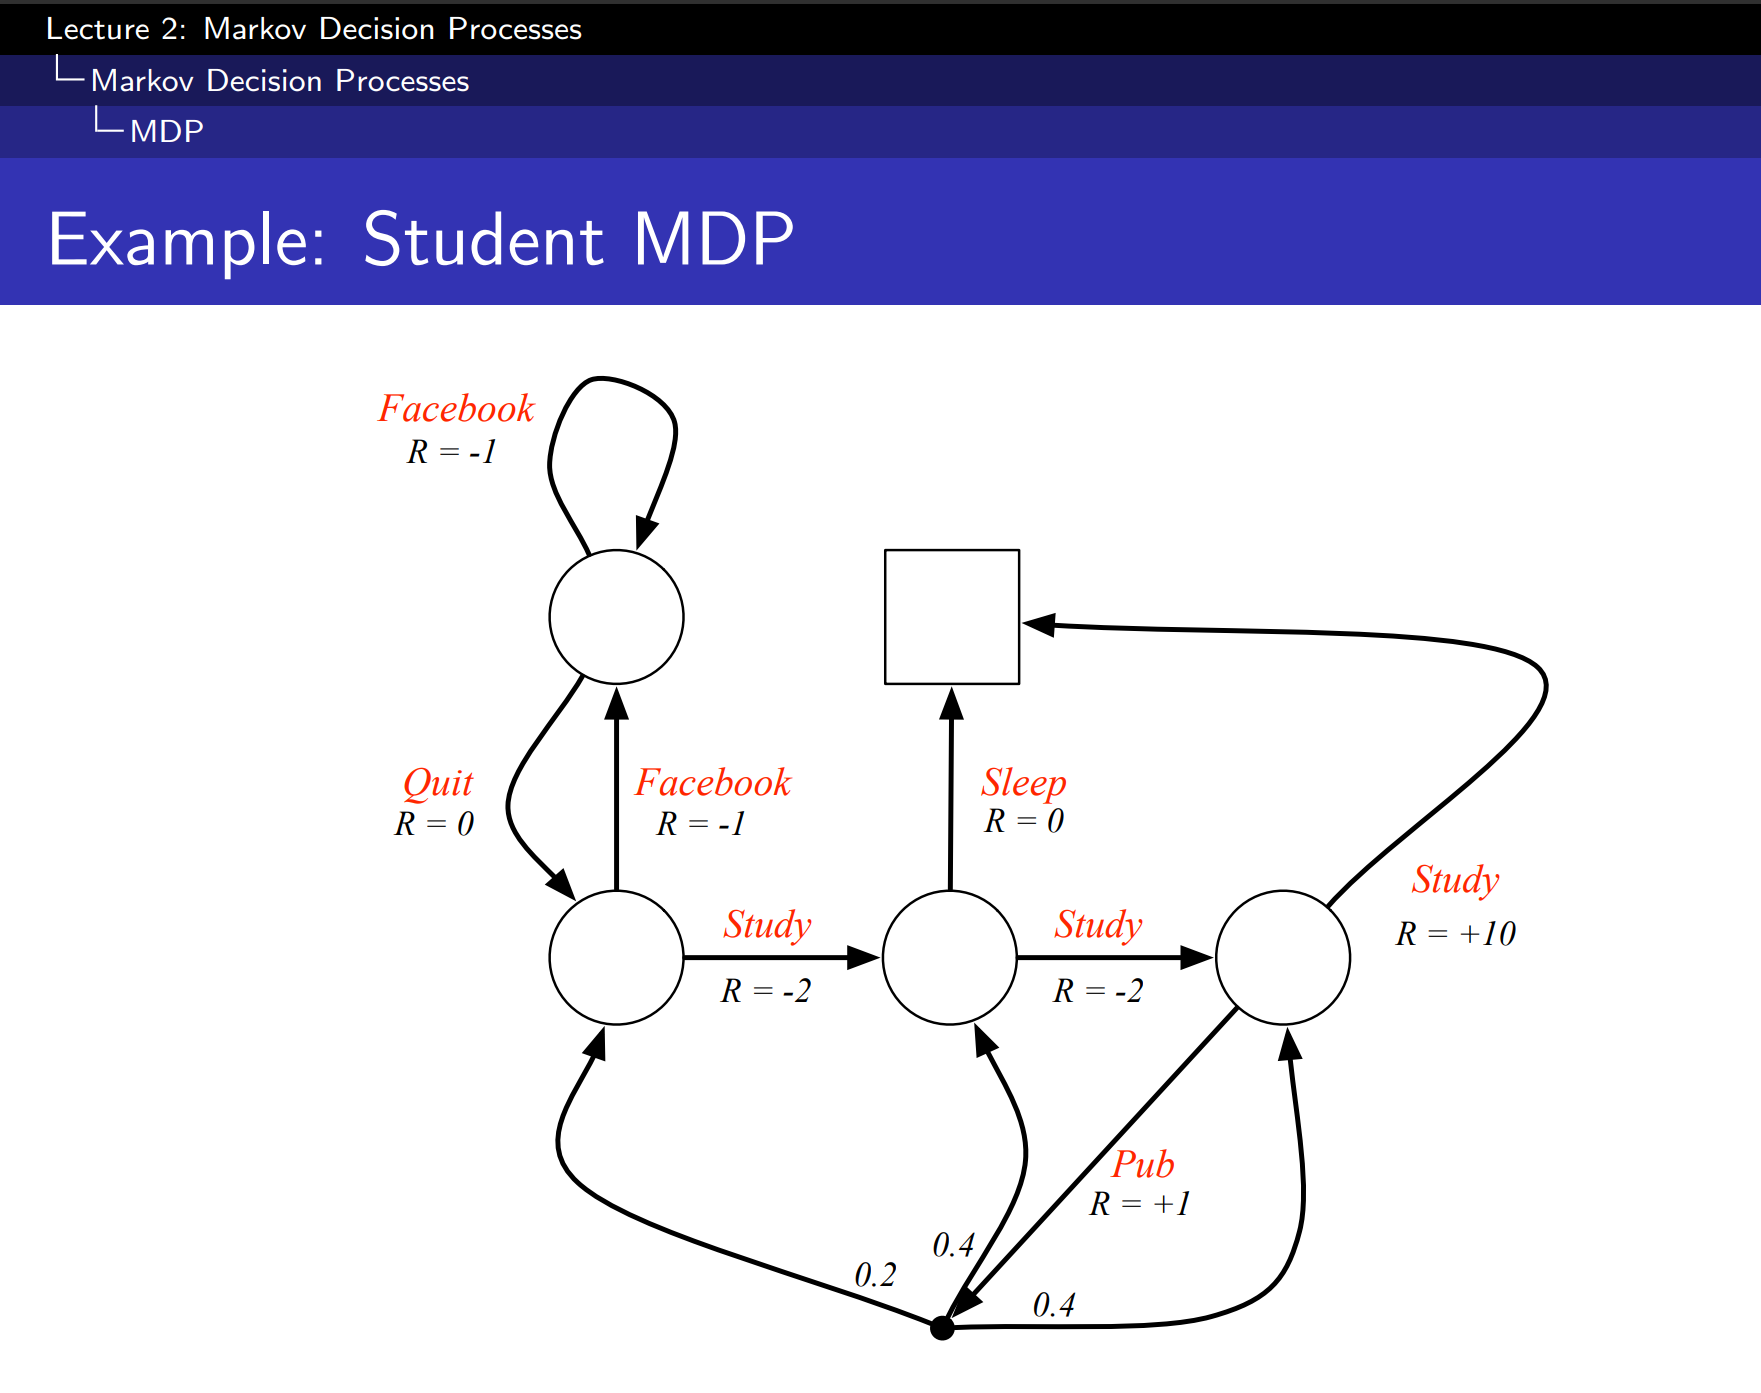 Lecture 2: Markov Decision Processes
Markov Decision Processes
MDP
Example: Student MDP
Facebook
R = -1
Quit
R = 0
Facebook
R = -1
Sleep
R = 0
Study
R = +10
Study
R = -2
Study
R = -2
Pub
R = +1
0.4
0.2
0.4